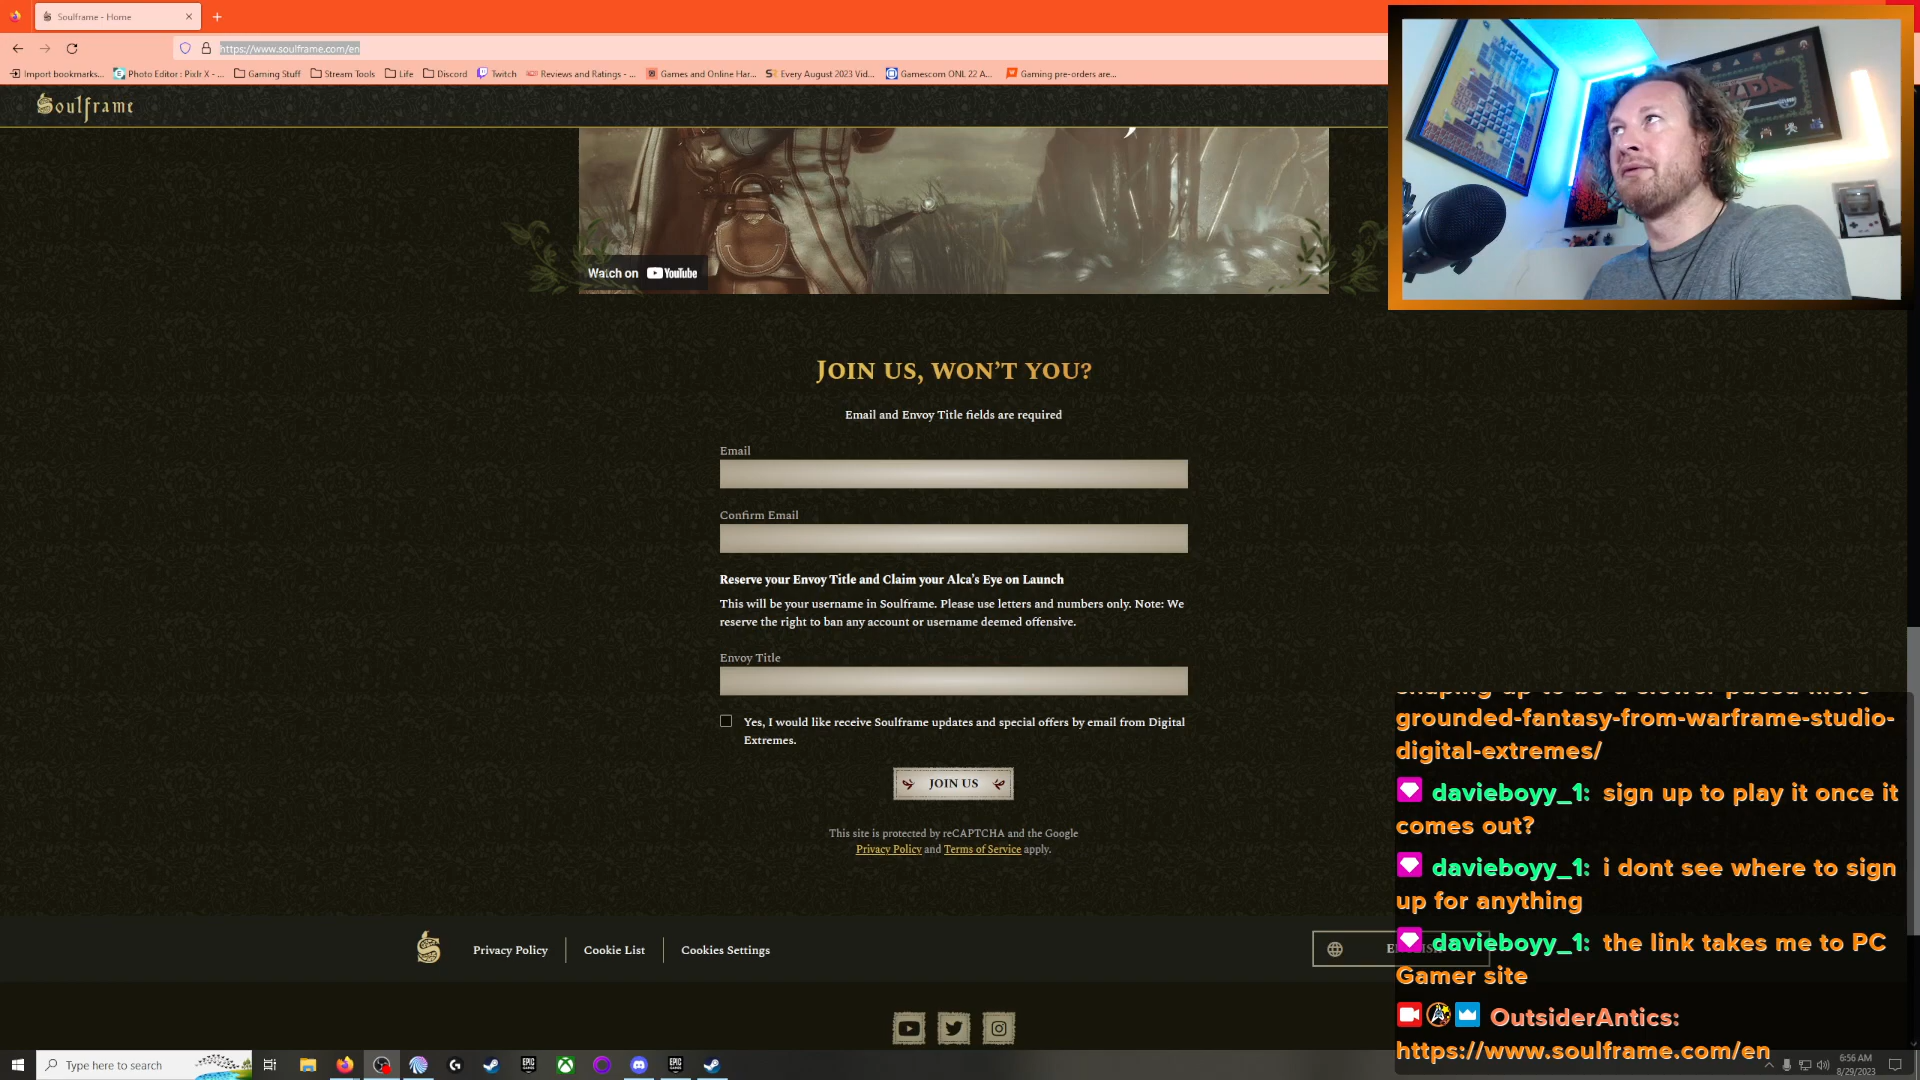 Soulframe - Home
https://www.soulframe.com/en
Import bookmarks...
Photo Editor : Pixlr X - ...
Gaming Stuff
Stream Tools
Life
Discord
Twitch
Reviews and Ratings - ...
Games and Online Har...
Every August 2023 Vid...
Gamescom ONL 22 A...
Gaming pre-orders are...
Soulframe
ZELDA
Watch on YouTube
JOIN US, WON'T YOU?
Email and Envoy Title fields are required
Email
Confirm Email
Reserve your Envoy Title and Claim your Alca's Eye on Launch
This will be your username in Soulframe. Please use letters and numbers only. Note: We
reserve the right to ban any account or username deemed offensive.
Envoy Title
Yes, I would like receive Soulframe updates and special offers by email from Digital
Extremes.
JOIN US
This site is protected by reCAPTCHA and the Google
Privacy Policy and Terms of Service apply.
Privacy Policy
Cookie List
Cookies Settings
shaping-up-to-be-a-slower-paced-more-
grounded-fantasy-from-warframe-studio-
digital-extremes/
davieboyy_1: sign up to play it once it
comes out?
davieboyy_1: i dont see where to sign
up for anything
davieboyy_1: the link takes me to PC
Gamer site
OutsiderAntics:
https://www.soulframe.com/en
Type here to search
6:56 AM
8/29/2023